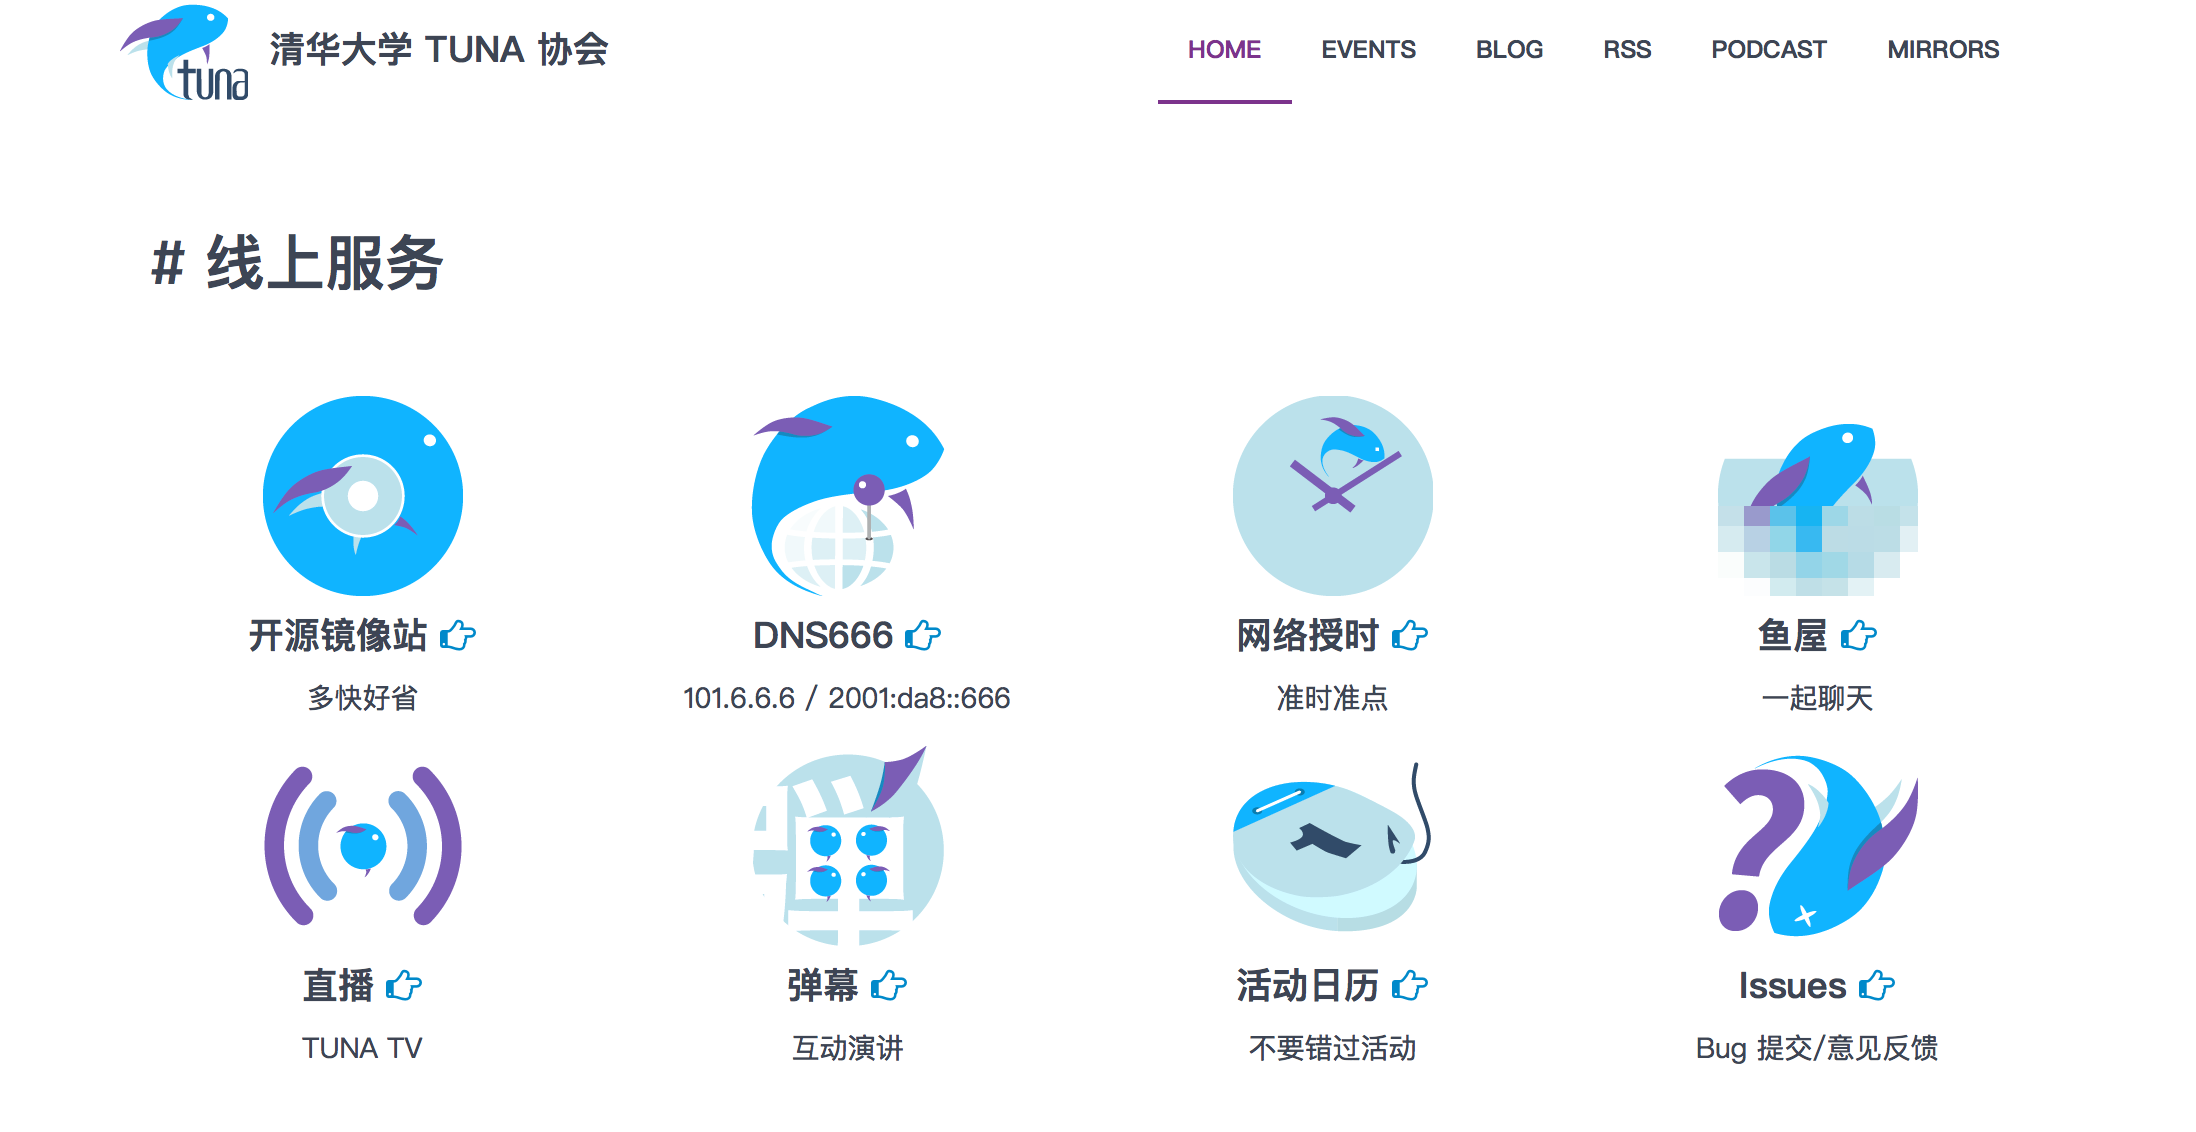 tuna
清华大学 TUNA 协会
HOME EVENTS BLOG RSS PODCAST MIRRORS
# 线上服务
开源镜像站 DNS666 网络授时 鱼屋
多快好省 101.6.6.6 / 2001:da8::666 准时准点 一起聊天
直播 弹幕 活动日历 Issues
TUNA TV 互动演讲 不要错过活动 Bug 提交/意见反馈